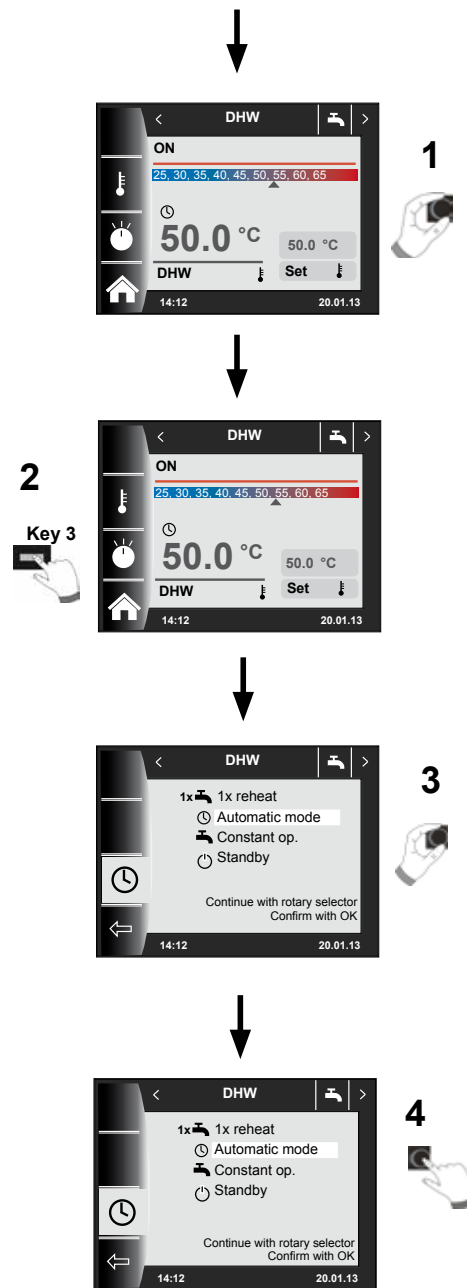 < DHW >
ON
1
25, 30, 35, 40, 45, 50, 55, 60, 65
50.0 °C
50.0 °C
DHW Set
14:12 20.01.13
< DHW >
ON
2
25, 30, 35, 40, 45, 50, 55, 60, 65
Key 3
50.0 °C
50.0 °C
DHW Set
14:12 20.01.13
< DHW >
3
1x 1x reheat
Automatic mode
Constant op.
Standby
Continue with rotary selector
Confirm with OK
14:12 20.01.13
< DHW >
4
1x 1x reheat
Automatic mode
Constant op.
Standby
Continue with rotary selector
Confirm with OK
14:12 20.01.13